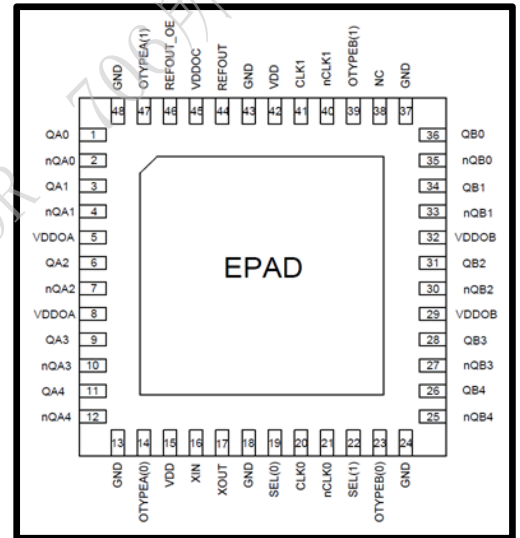 GND OTYPEA(1) REFOUT_OE VDDOC REFOUT GND VDD CLK1 nCLK1 OTYPEB(1) NC GND
48 47 46 45 44 43 42 41 40 39 38 37
QA0 1 36 QB0
nQA0 2 35 nQB0
QA1 3 34 QB1
nQA1 4 33 nQB1
VDDOA 5 32 VDDOB
QA2 6 31 QB2
EPAD
nQA2 7 30 nQB2
VDDOA 8 29 VDDOB
QA3 9 28 QB3
nQA3 10 27 nQB3
QA4 11 26 QB4
nQA4 12 25 nQB4
13 14 15 16 17 18 19 20 21 22 23 24
GND OTYPEA(0) VDD XIN XOUT GND SEL(0) CLK0 nCLK0 SEL(1) OTYPEB(0) GND
706